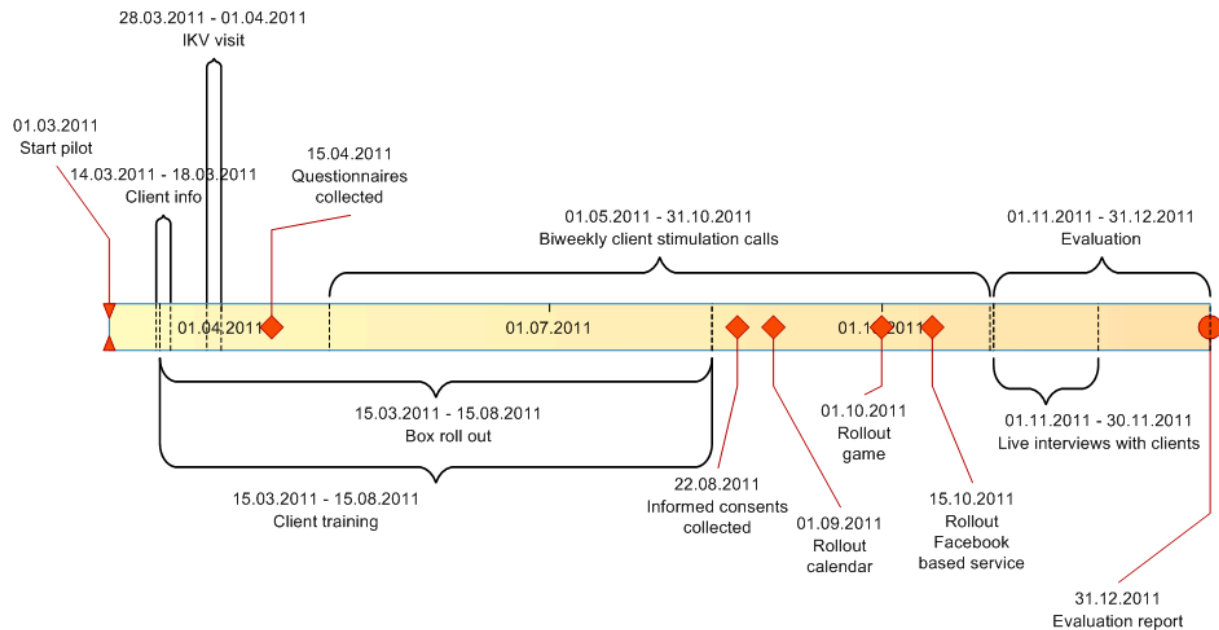 28.03.2011 - 01.04.2011
IKV visit
01.03.2011
Start pilot
14.03.2011 - 18.03.2011
Client info
15.04.2011
Questionnaires
collected
01.05.2011 - 31.10.2011
Biweekly client stimulation calls
01.11.2011 - 31.12.2011
Evaluation
01.04.2011
01.07.2011
01.10.2011
15.03.2011 - 15.08.2011
Box roll out
15.03.2011 - 15.08.2011
Client training
22.08.2011
Informed consents
collected
01.09.2011
Rollout
calendar
01.10.2011
Rollout
game
15.10.2011
Rollout
Facebook
based service
01.11.2011 - 30.11.2011
Live interviews with clients
31.12.2011
Evaluation report